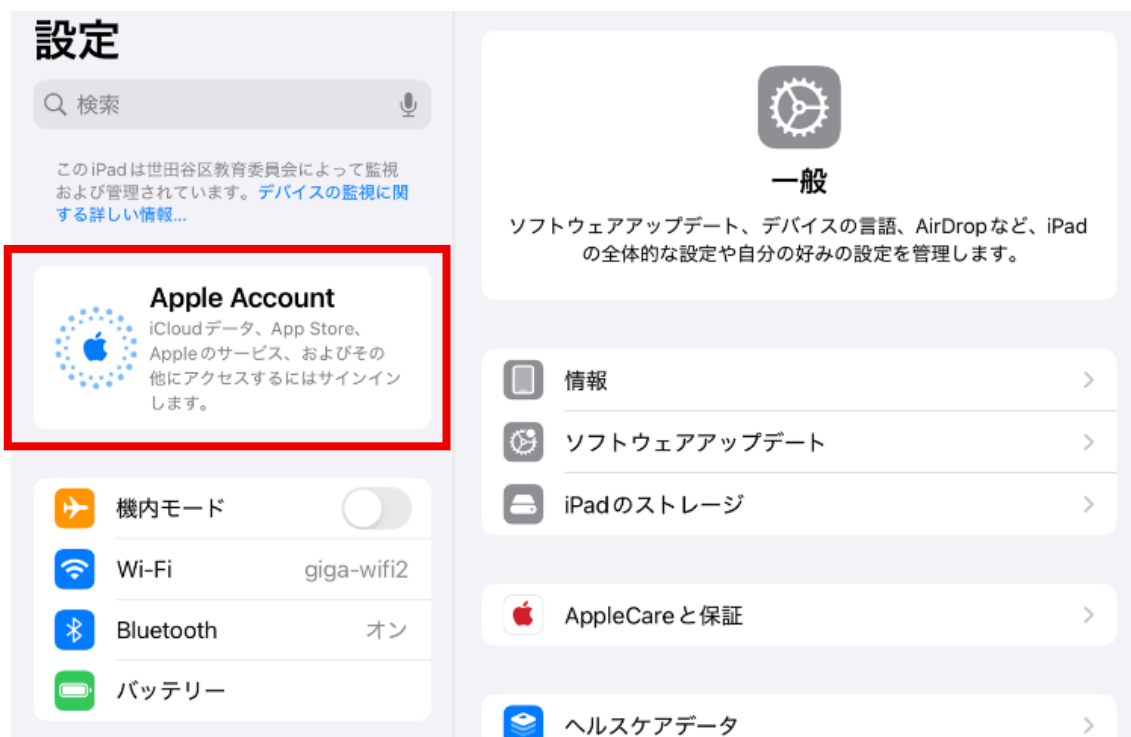 設定
検索
このiPadは世田谷区教育委員会によって監視
および管理されています。デバイスの監視に関
する詳しい情報...
Apple Account
iCloudデータ、App Store、
Appleのサービス、およびその
他にアクセスするにはサインイン
します。
機内モード
Wi-Fi giga-wifi2
Bluetooth オン
バッテリー
一般
ソフトウェアアップデート、デバイスの言語、AirDropなど、iPad
の全体的な設定や自分の好みの設定を管理します。
情報
ソフトウェアアップデート
iPadのストレージ
AppleCareと保証
ヘルスケアデータ